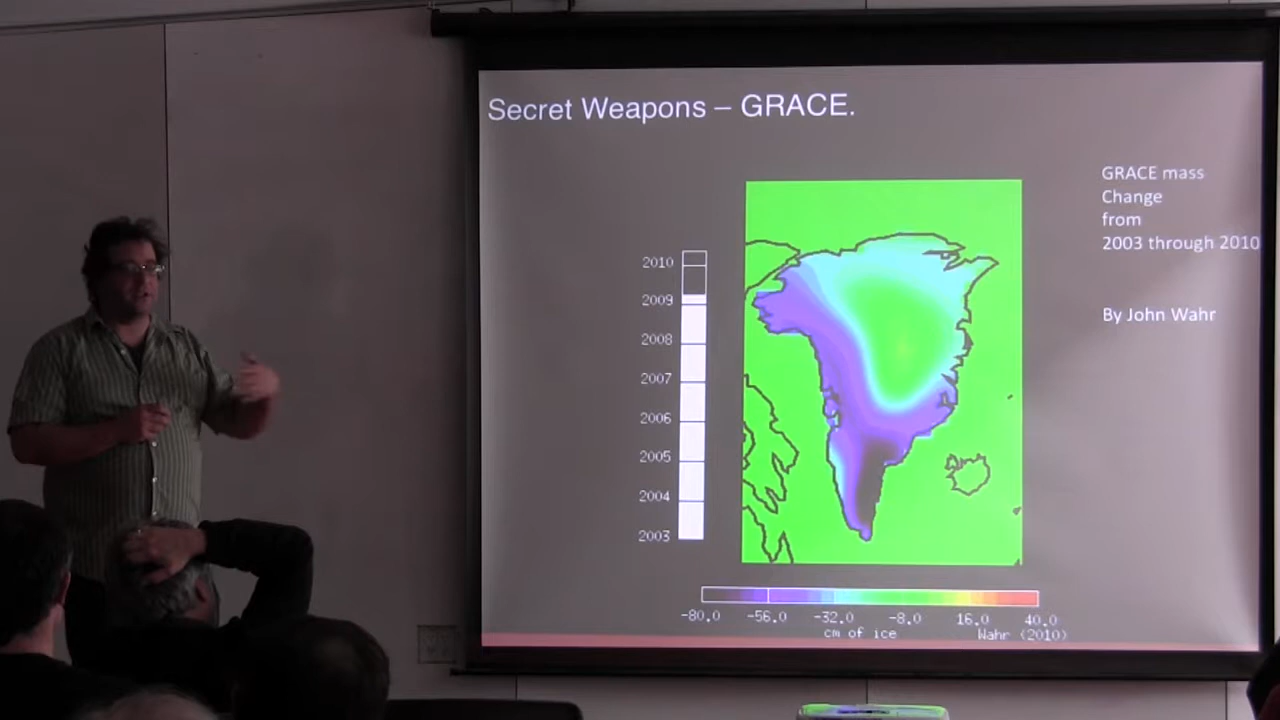 Secret Weapons – GRACE.
GRACE mass
Change
from
2003 through 2010
By John Wahr
2010
2009
2008
2007
2006
2005
2004
2003
-80.0 -56.0 -32.0 -8.0 16.0 40.0
cm of ice Wahr (2010)